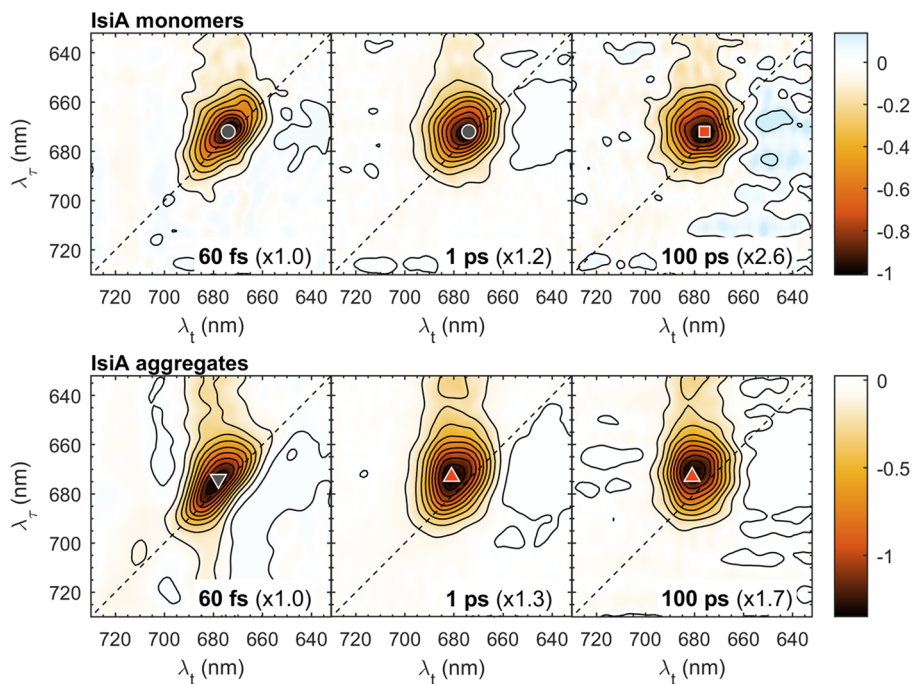 IsiA monomers
640
660
680
700
720
λτ (nm)
60 fs (x1.0)
1 ps (x1.2)
100 ps (x2.6)
0
-0.2
-0.4
-0.6
-0.8
-1
720 700 680 660 640
720 700 680 660 640
720 700 680 660 640
λt (nm)
λt (nm)
λt (nm)
IsiA aggregates
640
660
680
700
720
λτ (nm)
60 fs (x1.0)
1 ps (x1.3)
100 ps (x1.7)
0
-0.5
-1
720 700 680 660 640
720 700 680 660 640
720 700 680 660 640
λt (nm)
λt (nm)
λt (nm)